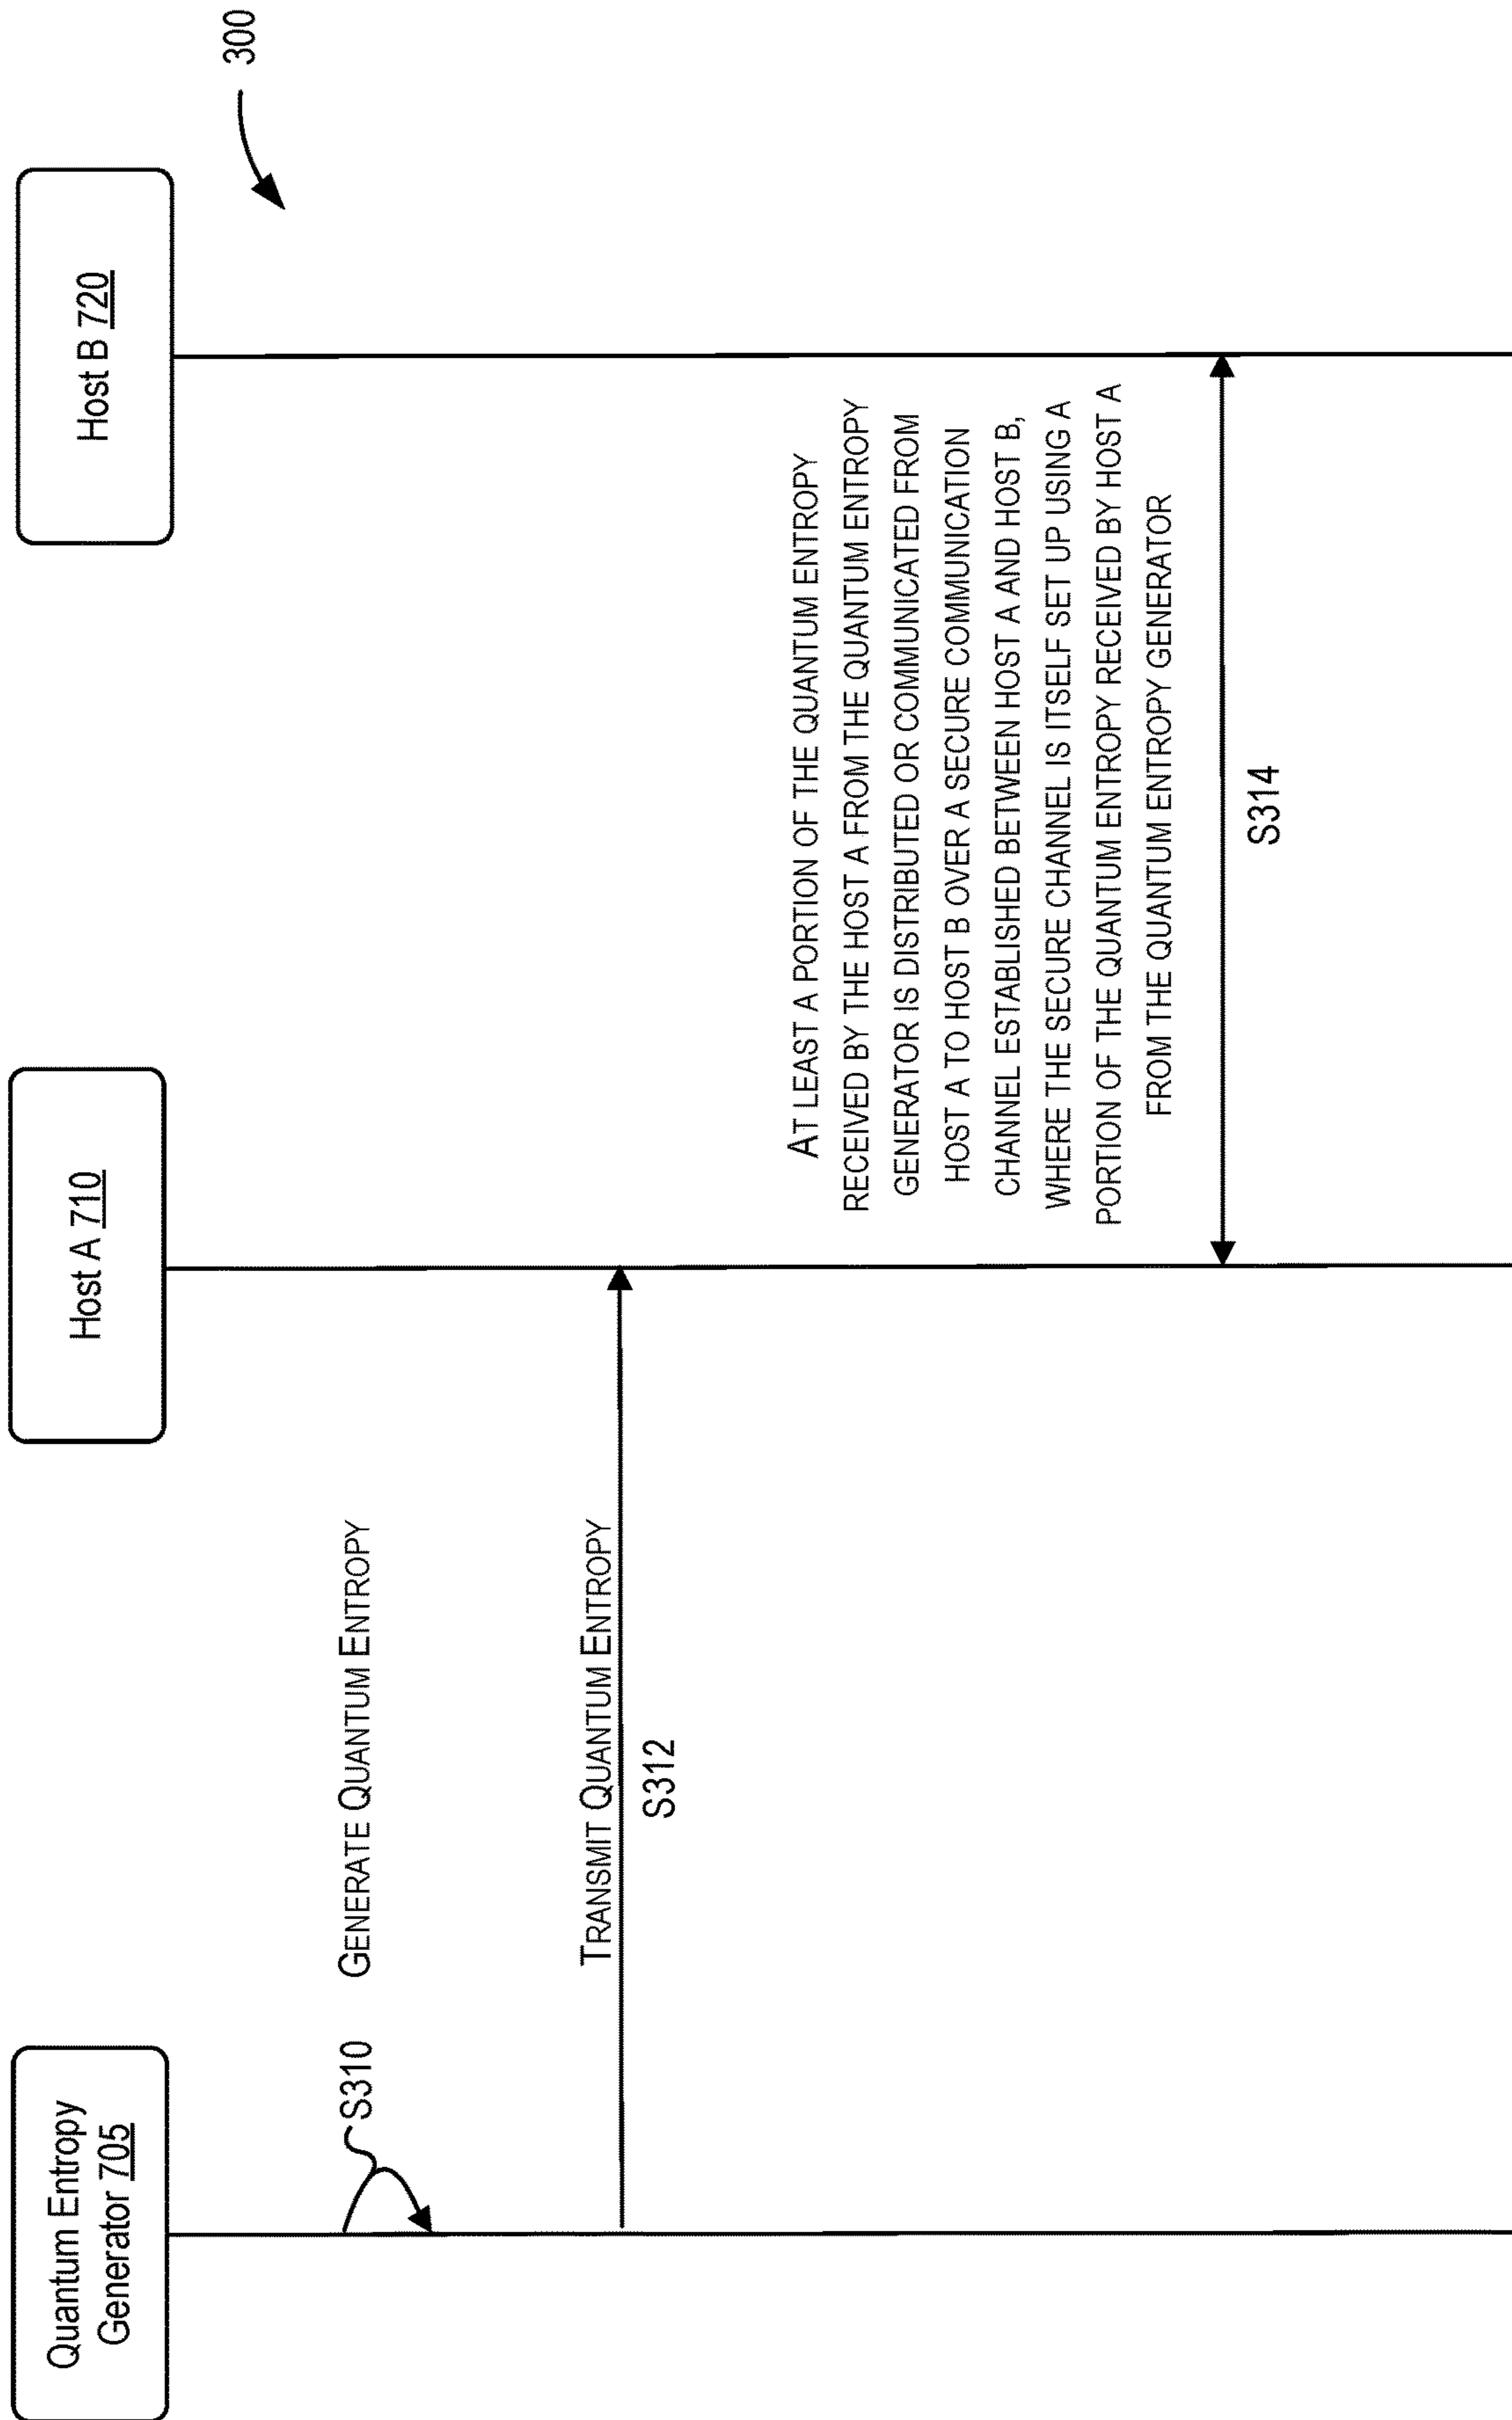 Quantum Entropy
Generator 705
Host A 710
Host B 720
300
S310
GENERATE QUANTUM ENTROPY
TRANSMIT QUANTUM ENTROPY
S312
AT LEAST A PORTION OF THE QUANTUM ENTROPY
RECEIVED BY THE HOST A FROM THE QUANTUM ENTROPY
GENERATOR IS DISTRIBUTED OR COMMUNICATED FROM
HOST A TO HOST B OVER A SECURE COMMUNICATION
CHANNEL ESTABLISHED BETWEEN HOST A AND HOST B,
WHERE THE SECURE CHANNEL IS ITSELF SET UP USING A
PORTION OF THE QUANTUM ENTROPY RECEIVED BY HOST A
FROM THE QUANTUM ENTROPY GENERATOR
S314